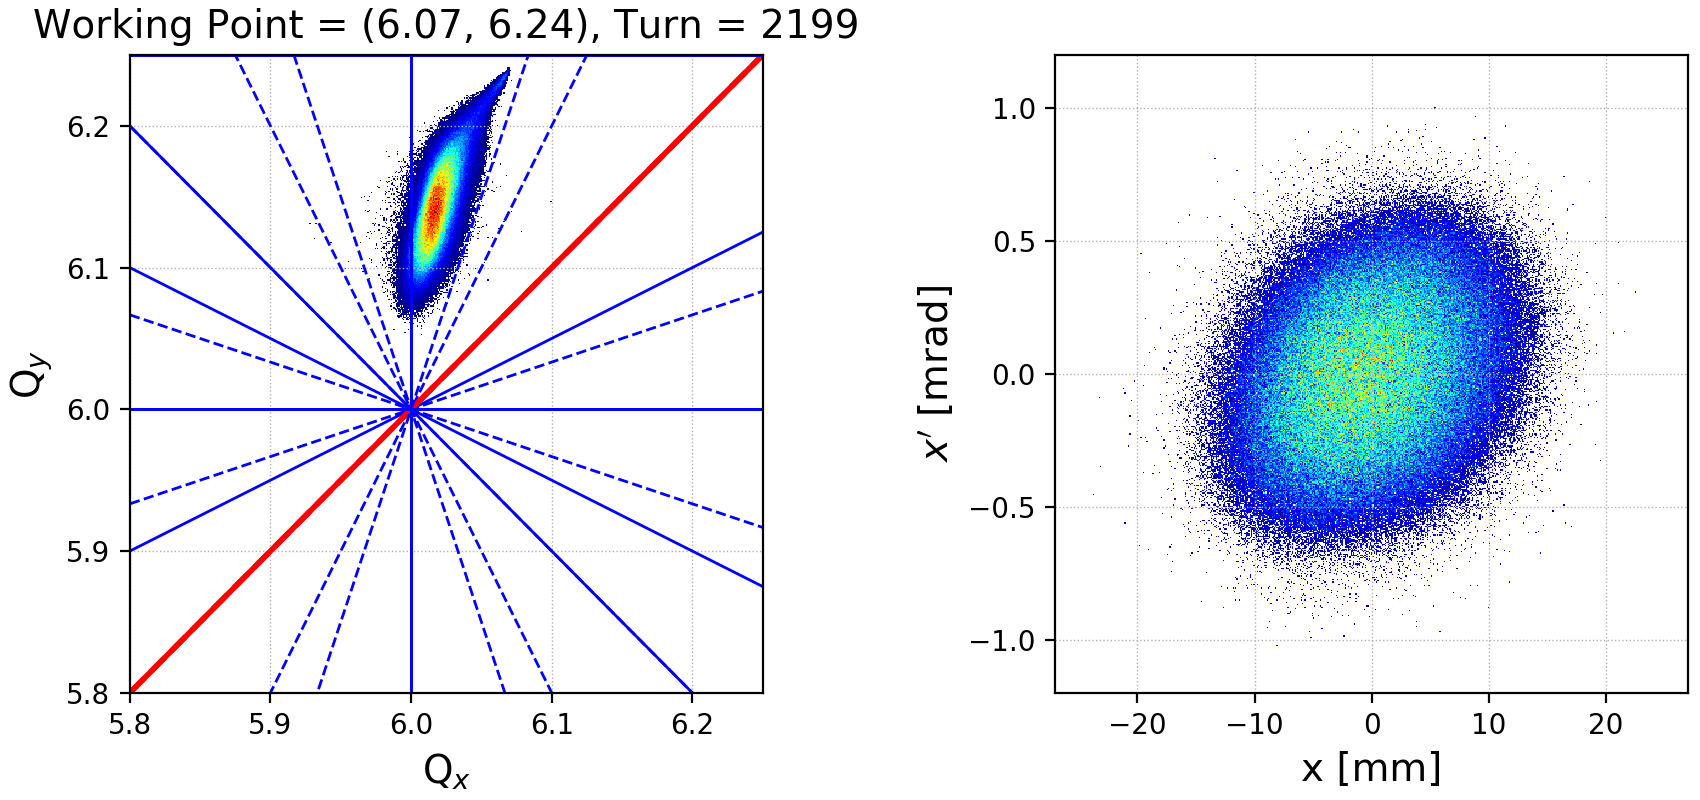 Working Point = (6.07, 6.24), Turn = 2199
6.2
6.1
6.0
5.9
5.8
Q_y
5.8 5.9 6.0 6.1 6.2
Q_x
1.0
0.5
0.0
−0.5
−1.0
x′ [mrad]
−20 −10 0 10 20
x [mm]